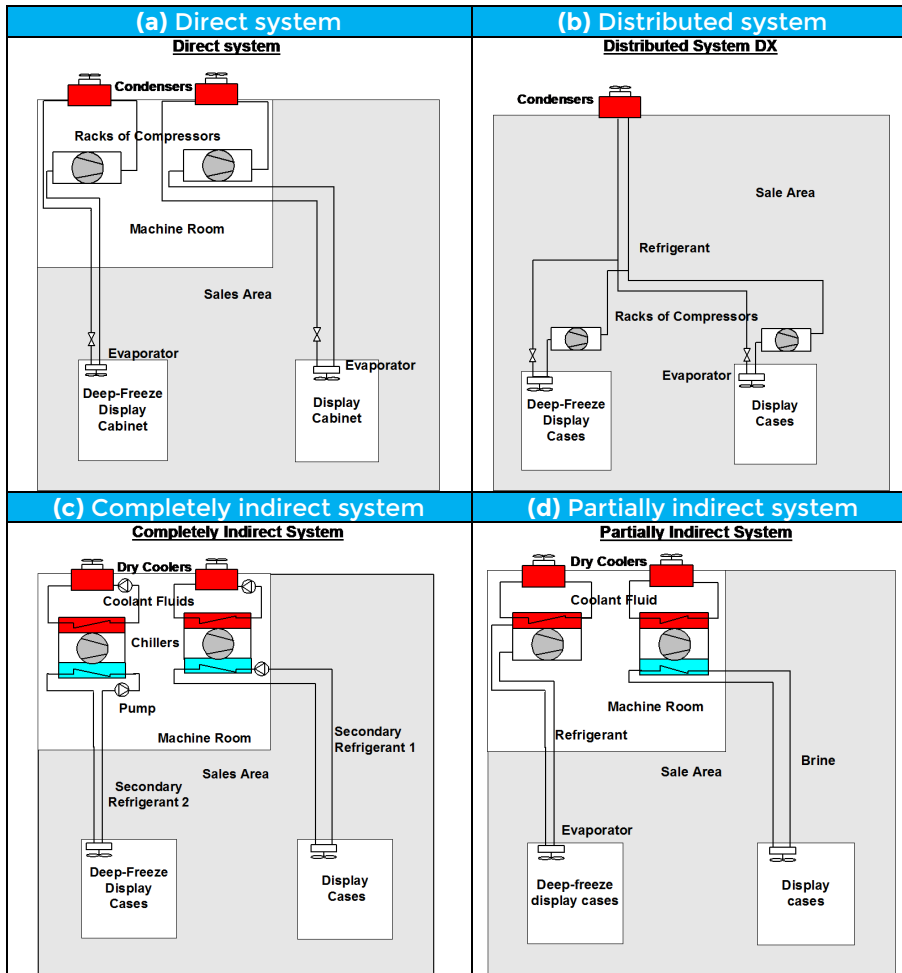 (a) Direct system
Direct system
Condensers
Racks of Compressors
Machine Room
Sales Area
Evaporator
Evaporator
Deep-Freeze
Display
Cabinet
Display
Cabinet
(b) Distributed system
Distributed System DX
Condensers
Sale Area
Refrigerant
Racks of Compressors
Evaporator
Deep-Freeze
Display
Cases
Display
Cases
(c) Completely indirect system
Completely Indirect System
Dry Coolers
Coolant Fluids
Chillers
Pump
Machine Room
Secondary
Refrigerant 1
Sales Area
Secondary
Refrigerant 2
Deep-Freeze
Display
Cases
Display
Cases
(d) Partially indirect system
Partially Indirect System
Dry Coolers
Coolant Fluid
Machine Room
Refrigerant
Sale Area
Brine
Evaporator
Deep-freeze
display cases
Display
cases